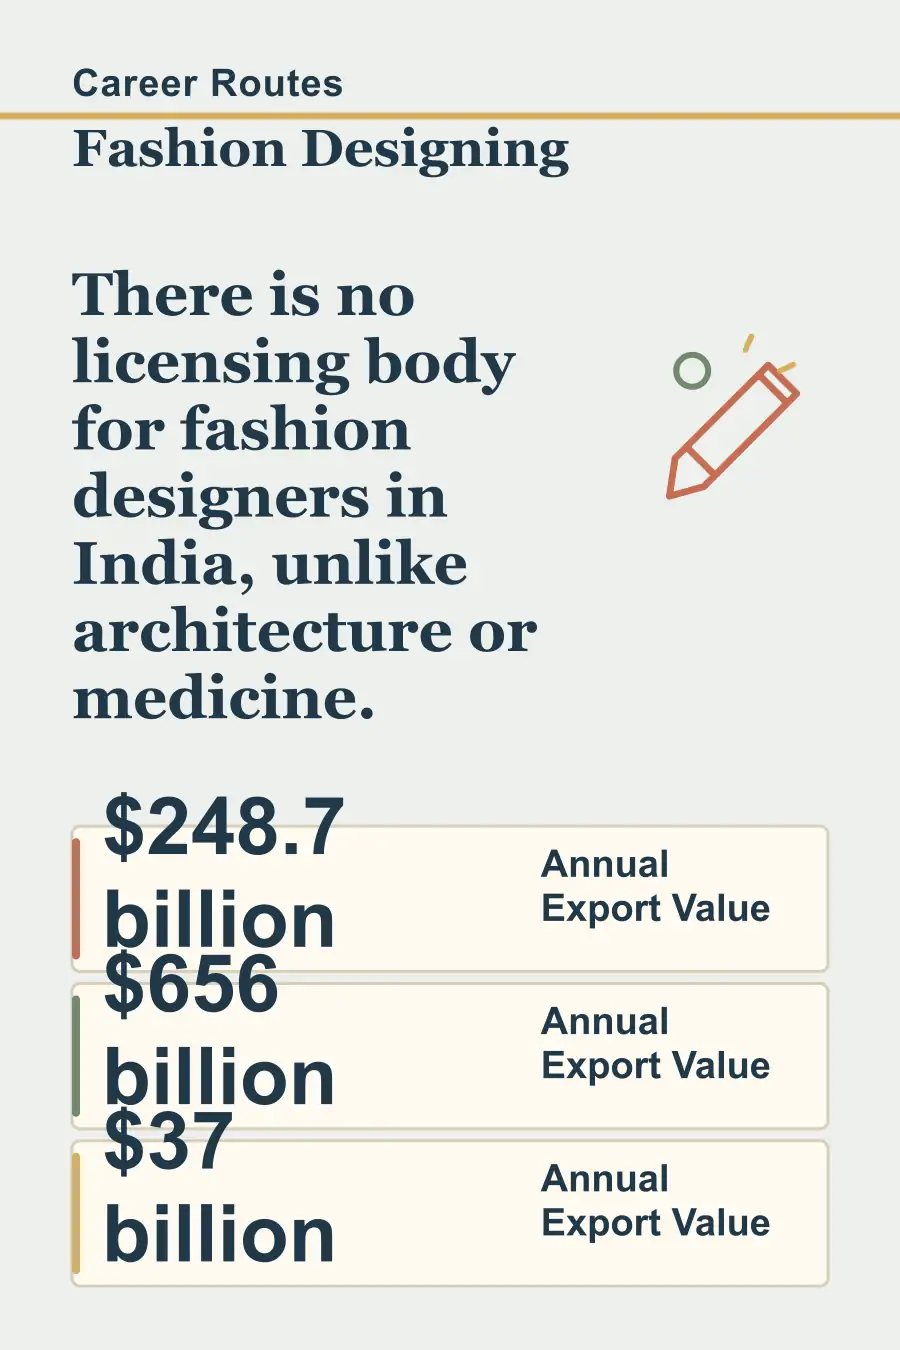 Career Routes
Fashion Designing
There is no
licensing body
for fashion
designers in
India, unlike
architecture or
medicine.
$248.7
billion
Annual
Export Value
$656
billion
Annual
Export Value
$37
billion
Annual
Export Value